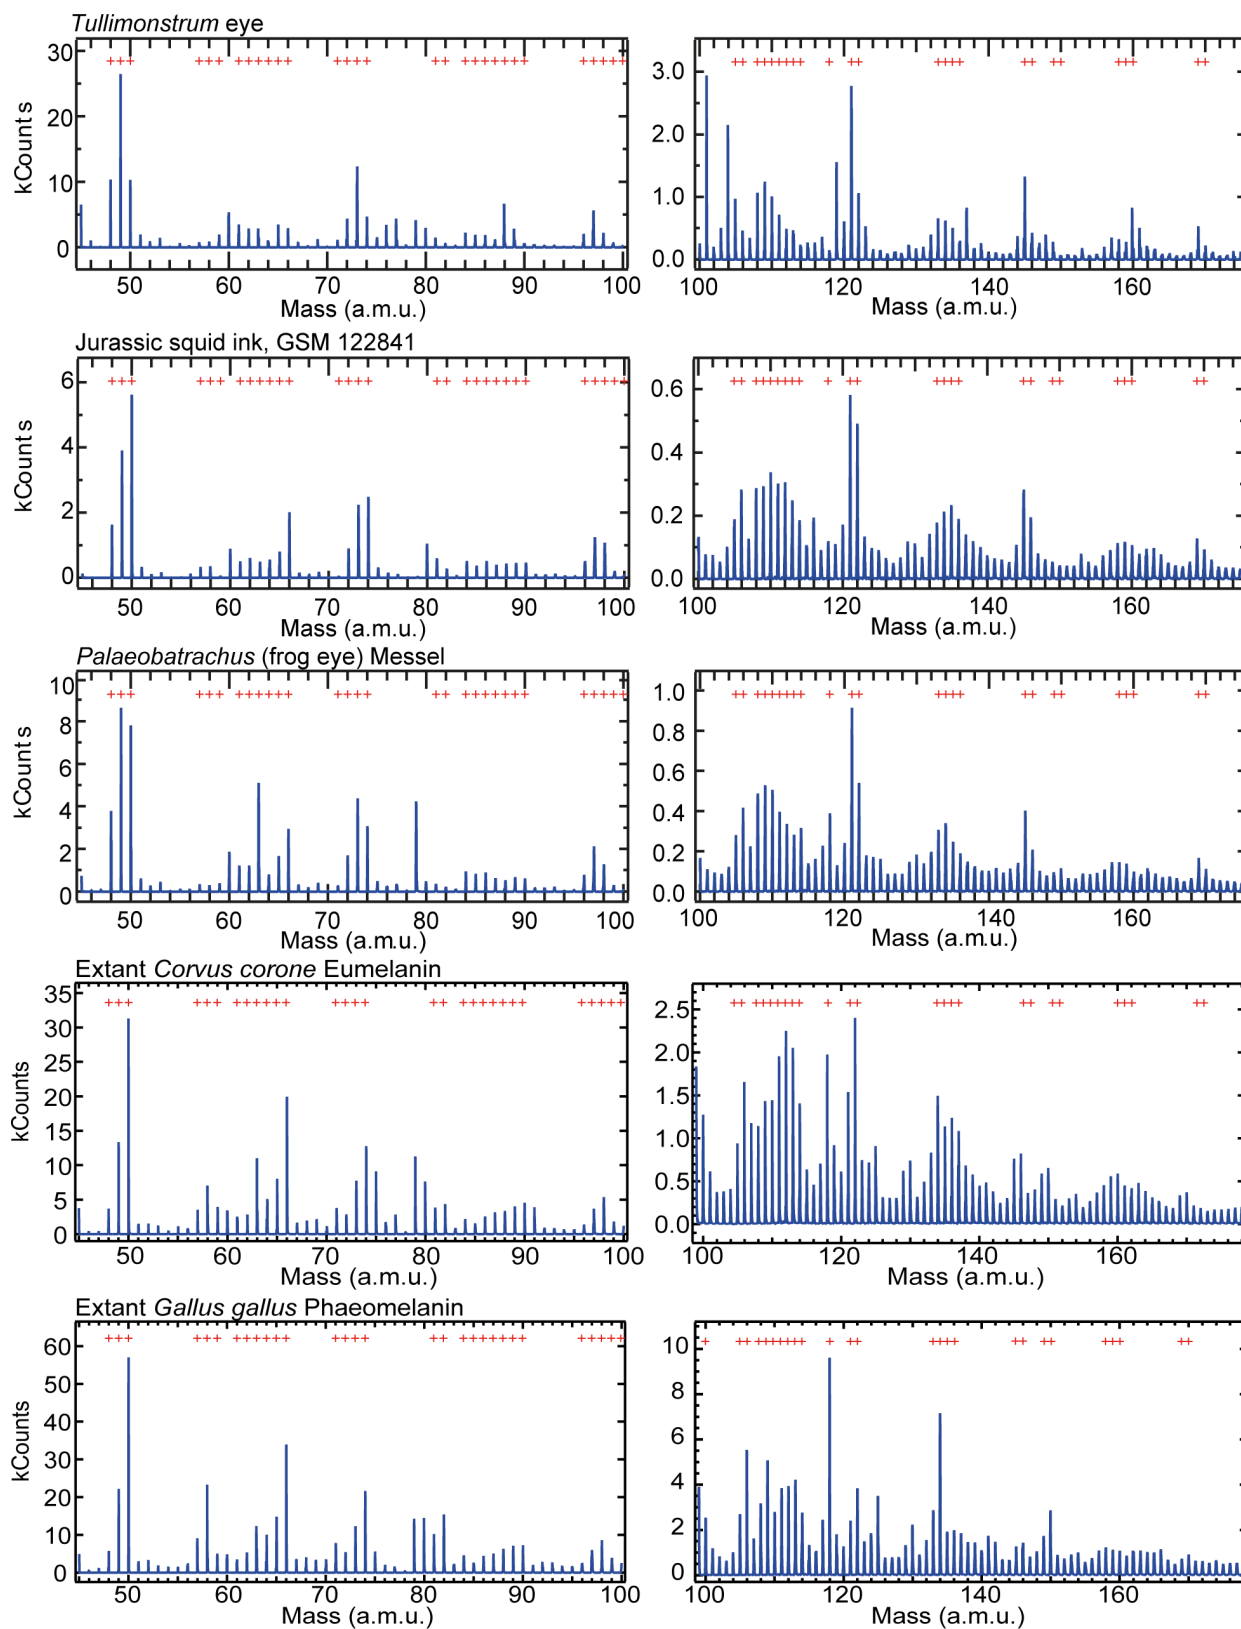 Tullimonstrum eye
kCounts
30
20
10
0
50 60 70 80 90 100
Mass (a.m.u.)
3.0
2.0
1.0
0.0
100 120 140 160
Mass (a.m.u.)
Jurassic squid ink, GSM 122841
kCounts
6
4
2
0
50 60 70 80 90 100
Mass (a.m.u.)
0.6
0.4
0.2
0.0
100 120 140 160
Mass (a.m.u.)
Palaeobatrachus (frog eye) Messel
kCounts
10
8
6
4
2
0
50 60 70 80 90 100
Mass (a.m.u.)
1.0
0.8
0.6
0.4
0.2
0.0
100 120 140 160
Mass (a.m.u.)
Extant Corvus corone Eumelanin
kCounts
35
30
20
15
10
5
0
50 60 70 80 90 100
Mass (a.m.u.)
2.5
2.0
1.5
1.0
0.5
0.0
100 120 140 160
Mass (a.m.u.)
Extant Gallus gallus Phaeomelanin
kCounts
60
50
40
30
20
10
0
50 60 70 80 90 100
Mass (a.m.u.)
10
8
6
4
2
0
100 120 140 160
Mass (a.m.u.)